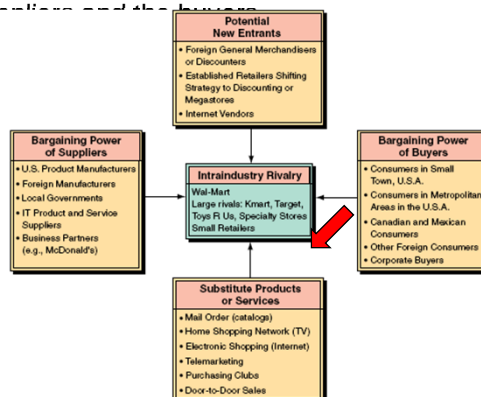 ppliers and the buyers
Potential
New Entrants
• Foreign General Merchandisers
or Discounters
• Established Retailers Shifting
Strategy to Discounting or
Megastores
• Internet Vendors
Bargaining Power
of Suppliers
• U.S. Product Manufacturers
• Foreign Manufacturers
• Local Governments
• IT Product and Service
Suppliers
• Business Partners
(e.g., McDonald's)
Intraindustry Rivalry
Wal-Mart
Large rivals: Kmart, Target,
Toys R Us, Specialty Stores
Small Retailers
Bargaining Power
of Buyers
• Consumers in Small
Town, U.S.A.
• Consumers in Metropolitan
Areas in the U.S.A.
• Canadian and Mexican
Consumers
• Other Foreign Consumers
• Corporate Buyers
Substitute Products
or Services
• Mail Order (catalogs)
• Home Shopping Network (TV)
• Electronic Shopping (Internet)
• Telemarketing
• Purchasing Clubs
• Door-to-Door Sales